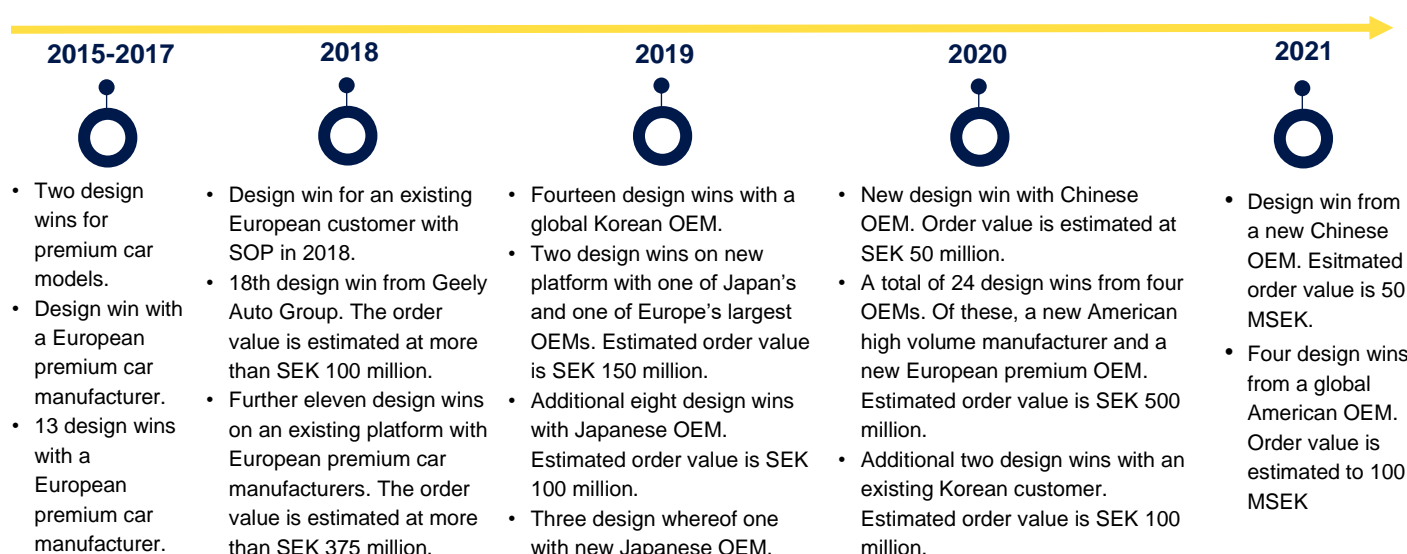 2015-2017
• Two design
wins for
premium car
models.
• Design win with
a European
premium car
manufacturer.
• 13 design wins
with a
European
premium car
manufacturer.
2018
• Design win for an existing
European customer with
SOP in 2018.
• 18th design win from Geely
Auto Group. The order
value is estimated at more
than SEK 100 million.
• Further eleven design wins
on an existing platform with
European premium car
manufacturers. The order
value is estimated at more
than SEK 375 million.
2019
• Fourteen design wins with a
global Korean OEM.
• Two design wins on new
platform with one of Japan's
and one of Europe's largest
OEMs. Estimated order value
is SEK 150 million.
• Additional eight design wins
with Japanese OEM.
Estimated order value is SEK
100 million.
• Three design whereof one
with new Japanese OEM.
2020
• New design win with Chinese
OEM. Order value is estimated at
SEK 50 million.
• A total of 24 design wins from four
OEMs. Of these, a new American
high volume manufacturer and a
new European premium OEM.
Estimated order value is SEK 500
million.
• Additional two design wins with an
existing Korean customer.
Estimated order value is SEK 100
million.
2021
• Design win from
a new Chinese
OEM. Esitmated
order value is 50
MSEK.
• Four design wins
from a global
American OEM.
Order value is
estimated to 100
MSEK